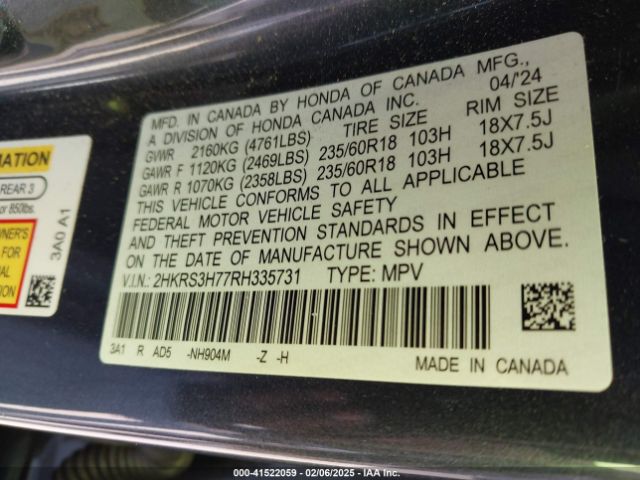 MFD. IN CANADA BY HONDA OF CANADA MFG.,
A DIVISION OF HONDA CANADA INC. 04/'24
GVWR 2160KG (4761LBS) TIRE SIZE RIM SIZE
GAWR F 1120KG (2469LBS) 235/60R18 103H 18X7.5J
GAWR R 1070KG (2358LBS) 235/60R18 103H 18X7.5J
THIS VEHICLE CONFORMS TO ALL APPLICABLE
FEDERAL MOTOR VEHICLE SAFETY
AND THEFT PREVENTION STANDARDS IN EFFECT
ON THE DATE OF MANUFACTURE SHOWN ABOVE.
V.I.N.: 2HKRS3H77RH335731 TYPE: MPV
3A1 R AD5 -NH904M -Z -H
MADE IN CANADA
REAR 3
or 850lbs.
3A0 A1
000-41522059 - 02/06/2025 - IAA Inc.